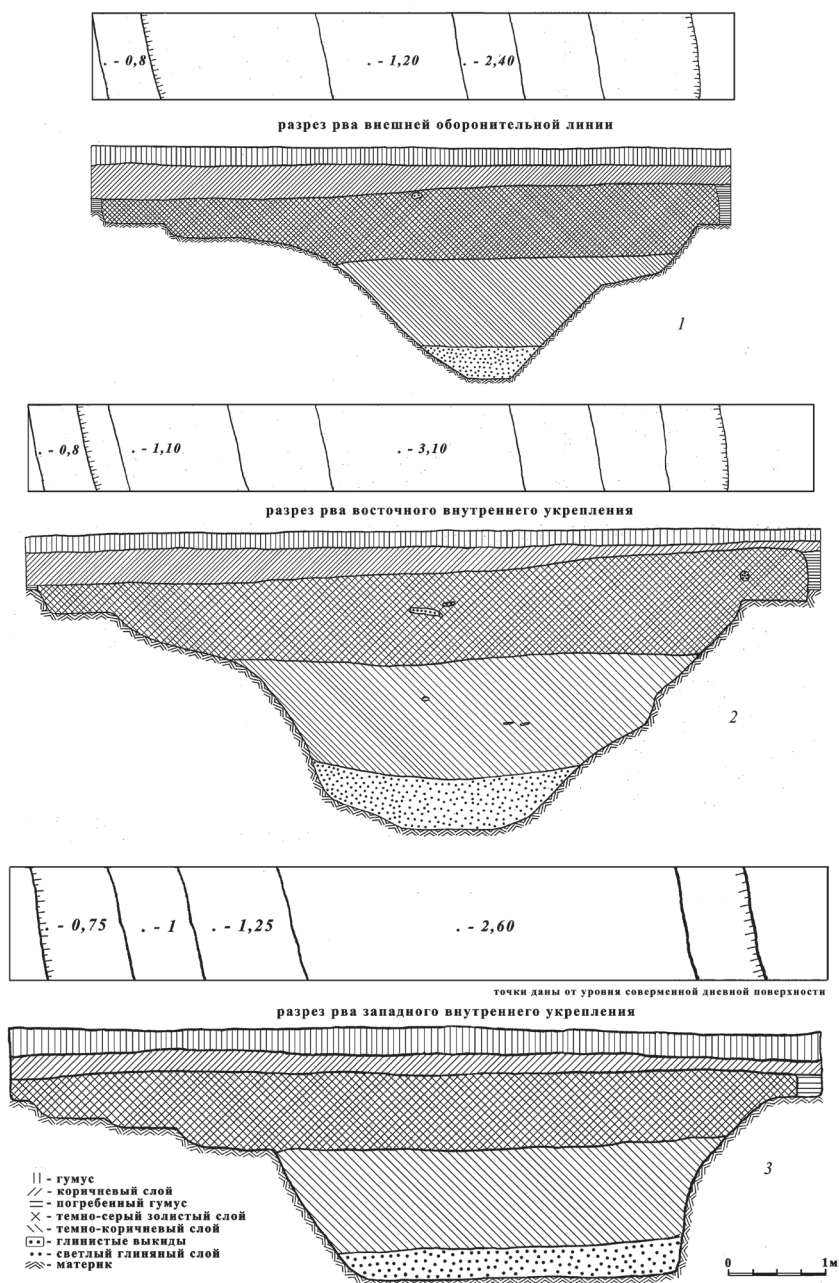 . - 0,8 . - 1,20 . - 2,40
разрез рва внешней оборонительной линии
1
. - 0,8 . - 1,10 . - 3,10
разрез рва восточного внутреннего укрепления
2
. - 0,75 . - 1 . - 1,25 . - 2,60
точки даны от уровня соверменной дневной поверхности
разрез рва западного внутреннего укрепления
3
- гумус
- коричневый слой
- погребенный гумус
- темно-серый золистый слой
- темно-коричневый слой
- глинистые выкиды
- светлый глиняный слой
- материк
0 1м